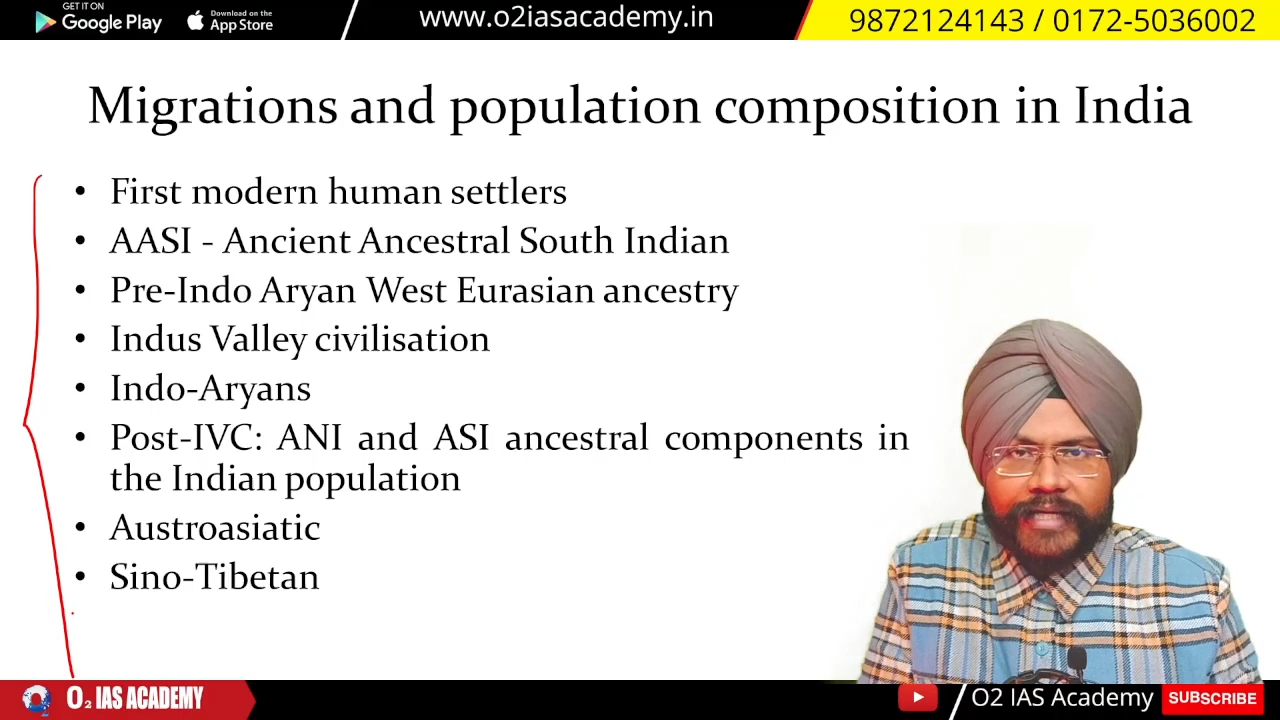 GET IT ON
Google Play
Download on the
App Store
www.o2iasacademy.in
9872124143 / 0172-5036002
Migrations and population composition in India
• First modern human settlers
• AASI - Ancient Ancestral South Indian
• Pre-Indo Aryan West Eurasian ancestry
• Indus Valley civilisation
• Indo-Aryans
• Post-IVC: ANI and ASI ancestral components in
the Indian population
• Austroasiatic
• Sino-Tibetan
O₂ IAS ACADEMY
O2 IAS Academy
SUBSCRIBE